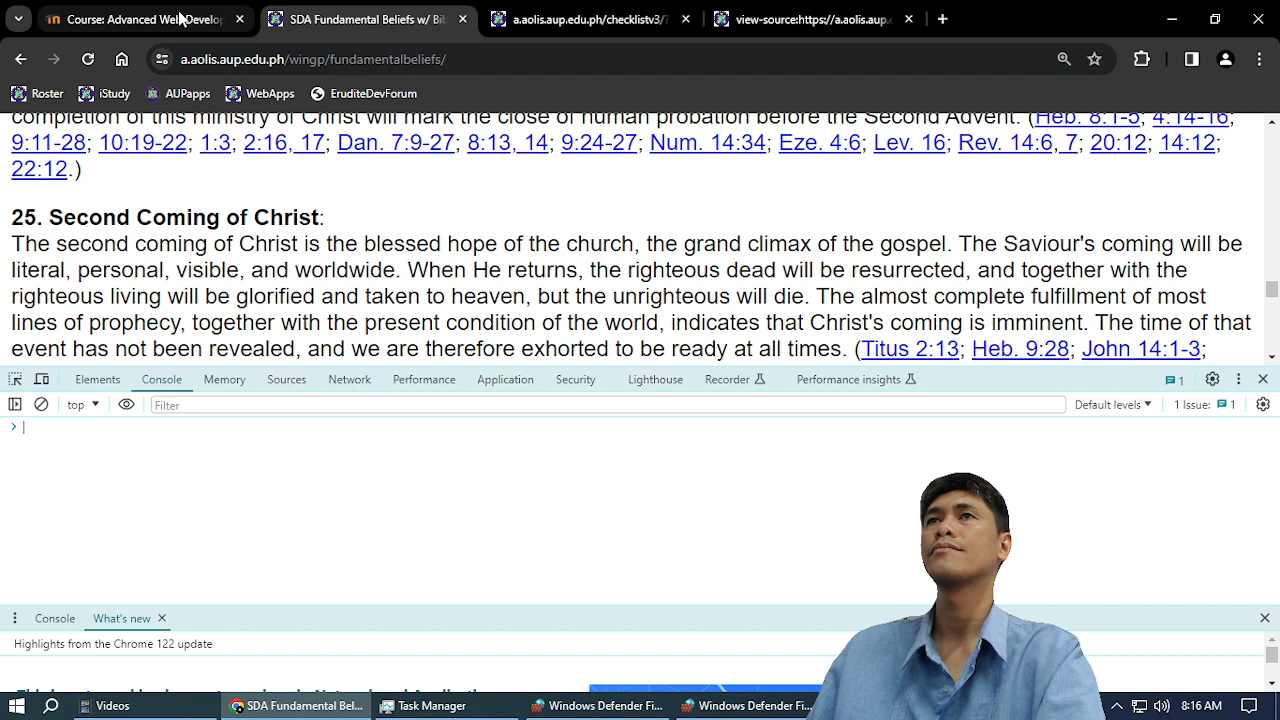 Course: Advanced Web Develop
SDA Fundamental Beliefs w/ Bib
a.aolis.aup.edu.ph/checklistv3/?
view-source:https://a.aolis.aup.
a.aolis.aup.edu.ph/wingp/fundamentalbeliefs/
Roster
iStudy
AUPapps
WebApps
EruditeDevForum
completion of this ministry of Christ will mark the close of human probation before the Second Advent. (Heb. 8:1-5; 4:14-16;
9:11-28; 10:19-22; 1:3; 2:16, 17; Dan. 7:9-27; 8:13, 14; 9:24-27; Num. 14:34; Eze. 4:6; Lev. 16; Rev. 14:6, 7; 20:12; 14:12;
22:12.)
25. Second Coming of Christ:
The second coming of Christ is the blessed hope of the church, the grand climax of the gospel. The Saviour's coming will be
literal, personal, visible, and worldwide. When He returns, the righteous dead will be resurrected, and together with the
righteous living will be glorified and taken to heaven, but the unrighteous will die. The almost complete fulfillment of most
lines of prophecy, together with the present condition of the world, indicates that Christ's coming is imminent. The time of that
event has not been revealed, and we are therefore exhorted to be ready at all times. (Titus 2:13; Heb. 9:28; John 14:1-3;
Elements
Console
Memory
Sources
Network
Performance
Application
Security
Lighthouse
Recorder
Performance insights
1
top
Filter
Default levels
1 Issue: 1
Console
What's new
Highlights from the Chrome 122 update
Videos
SDA Fundamental Bel...
Task Manager
Windows Defender Fi...
Windows Defender Fi...
8:16 AM